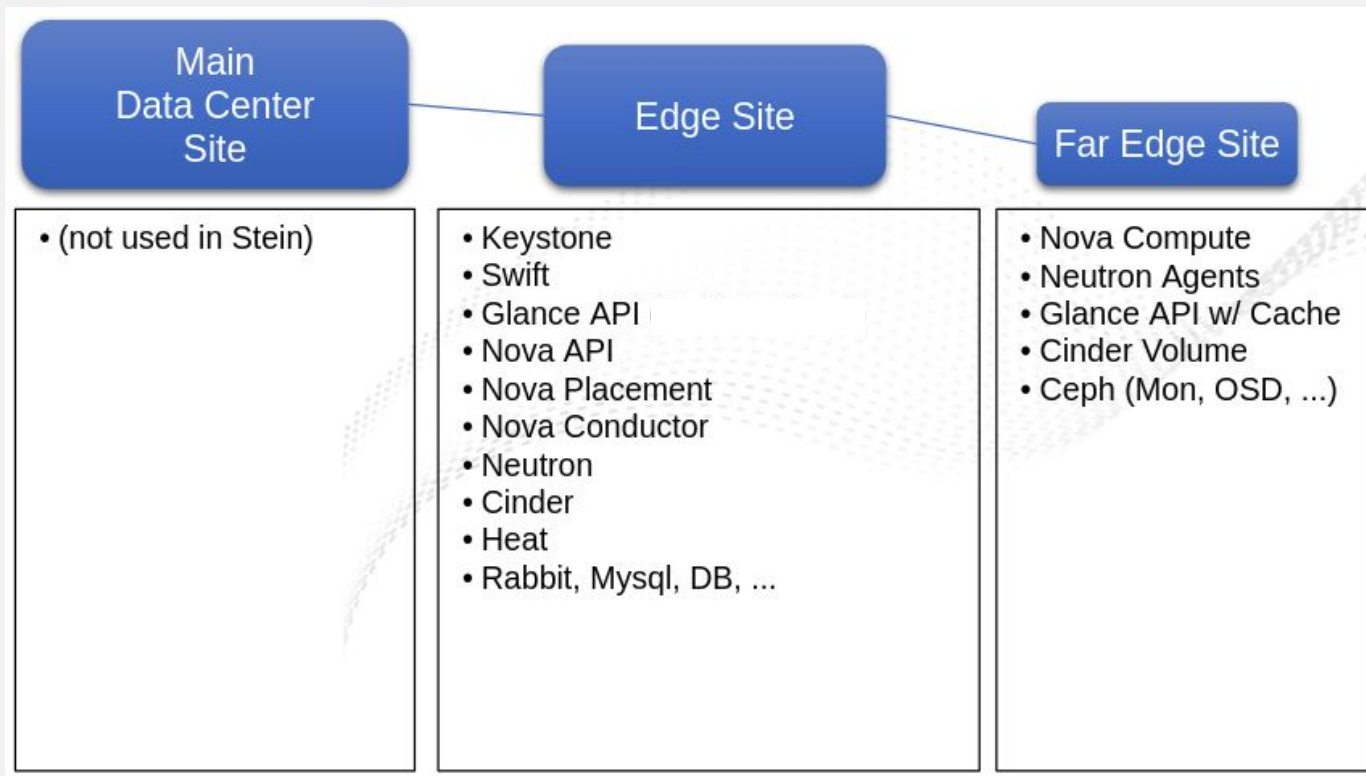 Main
Data Center
Site
Edge Site
Far Edge Site
• (not used in Stein)
• Keystone
• Swift
• Glance API
• Nova API
• Nova Placement
• Nova Conductor
• Neutron
• Cinder
• Heat
• Rabbit, Mysql, DB, ...
• Nova Compute
• Neutron Agents
• Glance API w/ Cache
• Cinder Volume
• Ceph (Mon, OSD, ...)